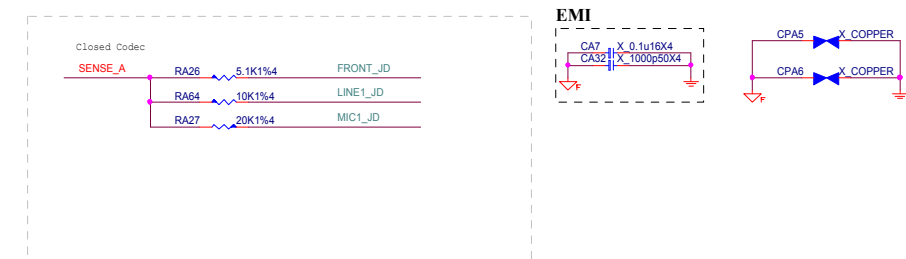 EMI
Closed Codec
SENSE_A
RA26 5.1K1%4 FRONT_JD
RA64 10K1%4 LINE1_JD
RA27 20K1%4 MIC1_JD
CA7 X_0.1u16X4
CA32 X_1000p50X4
F
CPA5 X_COPPER
CPA6 X_COPPER
F